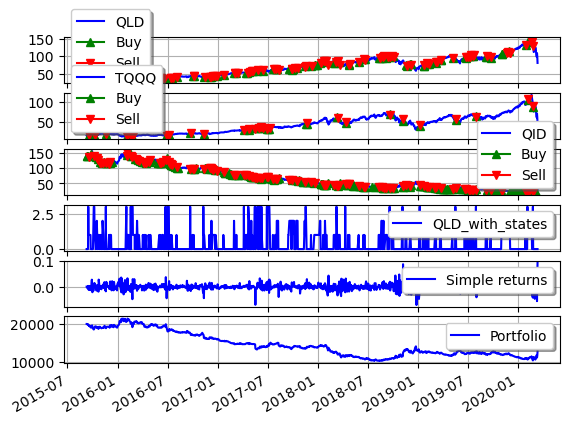 QLD
Buy
Sell
150
100
50
TQQQ
Buy
Sell
100
50
QID
Buy
Sell
150
100
50
QLD_with_states
2.5
0.0
Simple returns
0.1
0.0
Portfolio
20000
10000
2015-07
2016-01
2016-07
2017-01
2017-07
2018-01
2018-07
2019-01
2019-07
2020-01